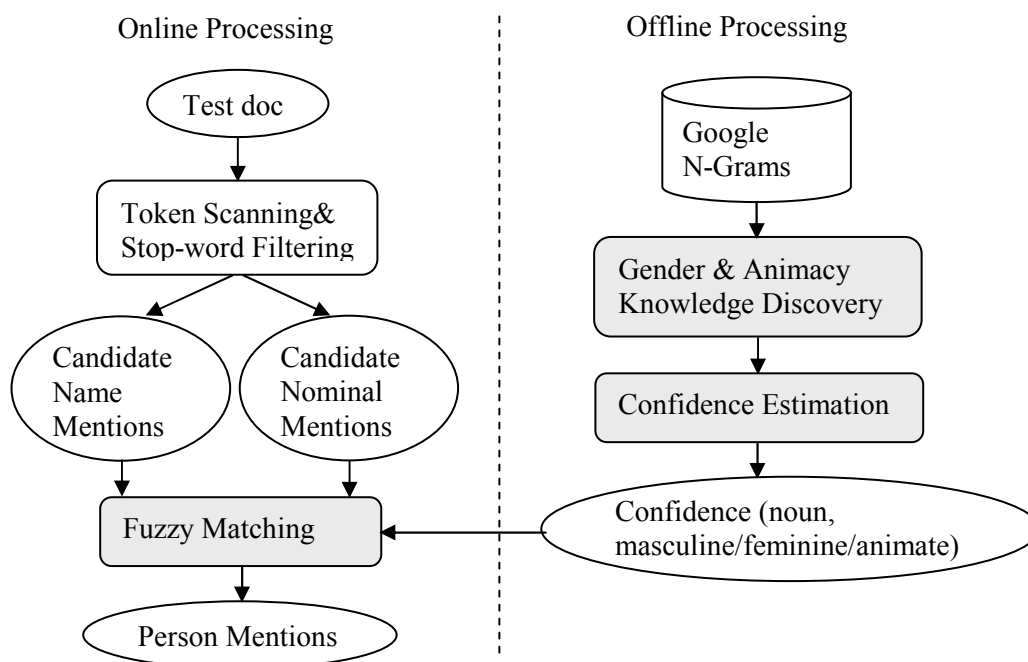 Online Processing
Test doc
Token Scanning&
Stop-word Filtering
Candidate
Name
Mentions
Candidate
Nominal
Mentions
Fuzzy Matching
Person Mentions
Offline Processing
Google
N-Grams
Gender & Animacy
Knowledge Discovery
Confidence Estimation
Confidence (noun,
masculine/feminine/animate)